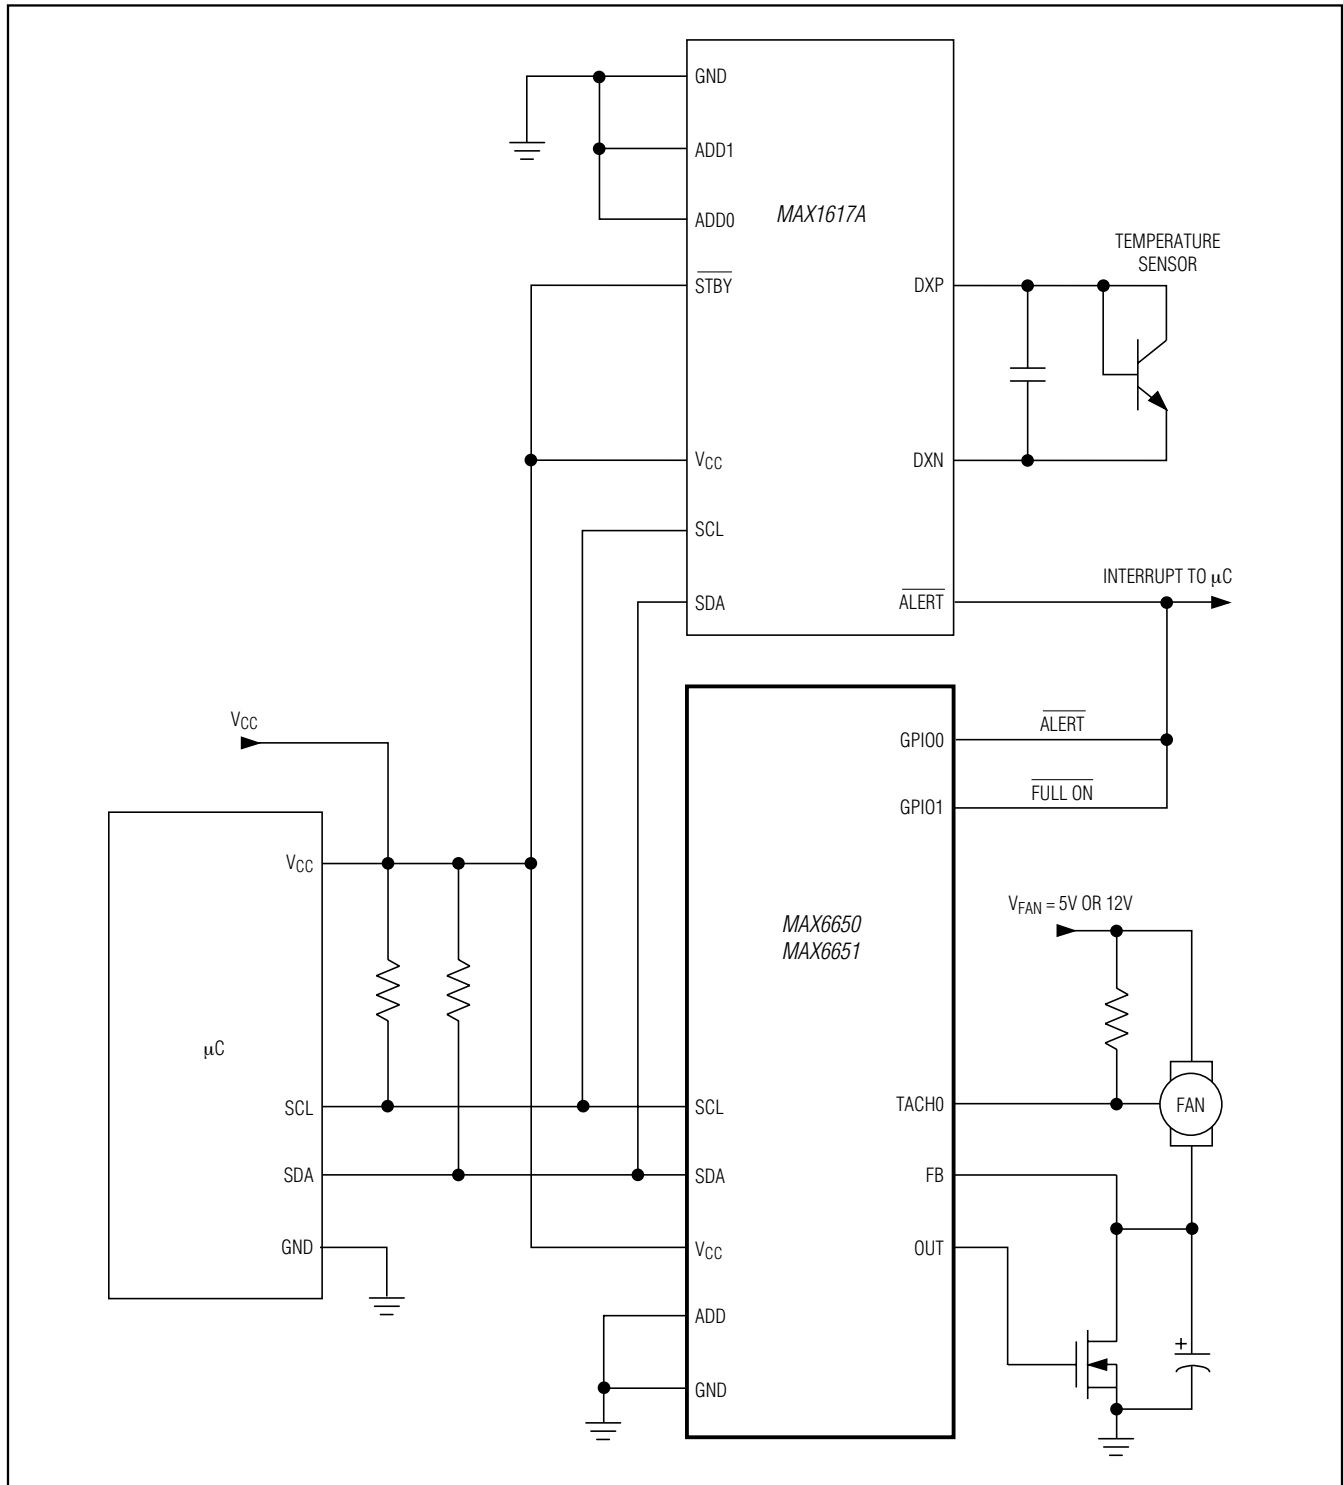 GND
ADD1
ADD0
MAX1617A
STBY
DXP
TEMPERATURE
SENSOR
VCC
DXN
SCL
SDA
ALERT
INTERRUPT TO μC
VCC
GPIO0
ALERT
GPIO1
FULL ON
VCC
MAX6650
MAX6651
VFAN = 5V OR 12V
μC
SCL
SCL
TACH0
FAN
SDA
SDA
FB
GND
VCC
OUT
ADD
+
GND